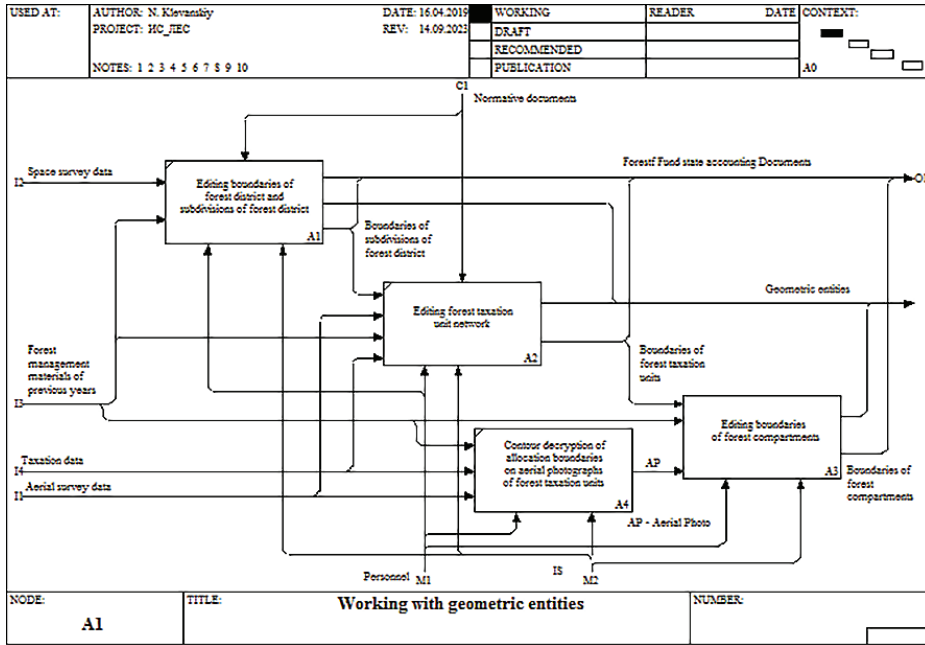 USED AT:
AUTHOR: N. Klevanskiy
DATE: 16.04.2019
WORKING
READER
DATE
CONTEXT:
PROJECT: ИС_ЛЕС
REV: 14.09.2023
DRAFT
RECOMMENDED
NOTES: 1 2 3 4 5 6 7 8 9 10
PUBLICATION
A0
C1
Normative documents
I2
Space survey data
Editing boundaries of
forest district and
subdivisions of forest district
A1
Forestf Fund state accounting Documents
O1
Boundaries of
subdivisions of
forest district
Editing forest taxation
unit network
A2
Geometric entities
Forest
management
materials of
previous years
I3
Boundaries of
forest taxation
units
Editing boundaries
of forest compartments
A3
Contour decryption of
allocation boundaries
on aerial photographs
of forest taxation units
A4
AP
Taxation data
I4
Aerial survey data
I1
Boundaries of
forest
compartments
AP - Aerial Photo
Personnel
M1
IS
M2
NODE:
A1
TITLE:
Working with geometric entities
NUMBER: